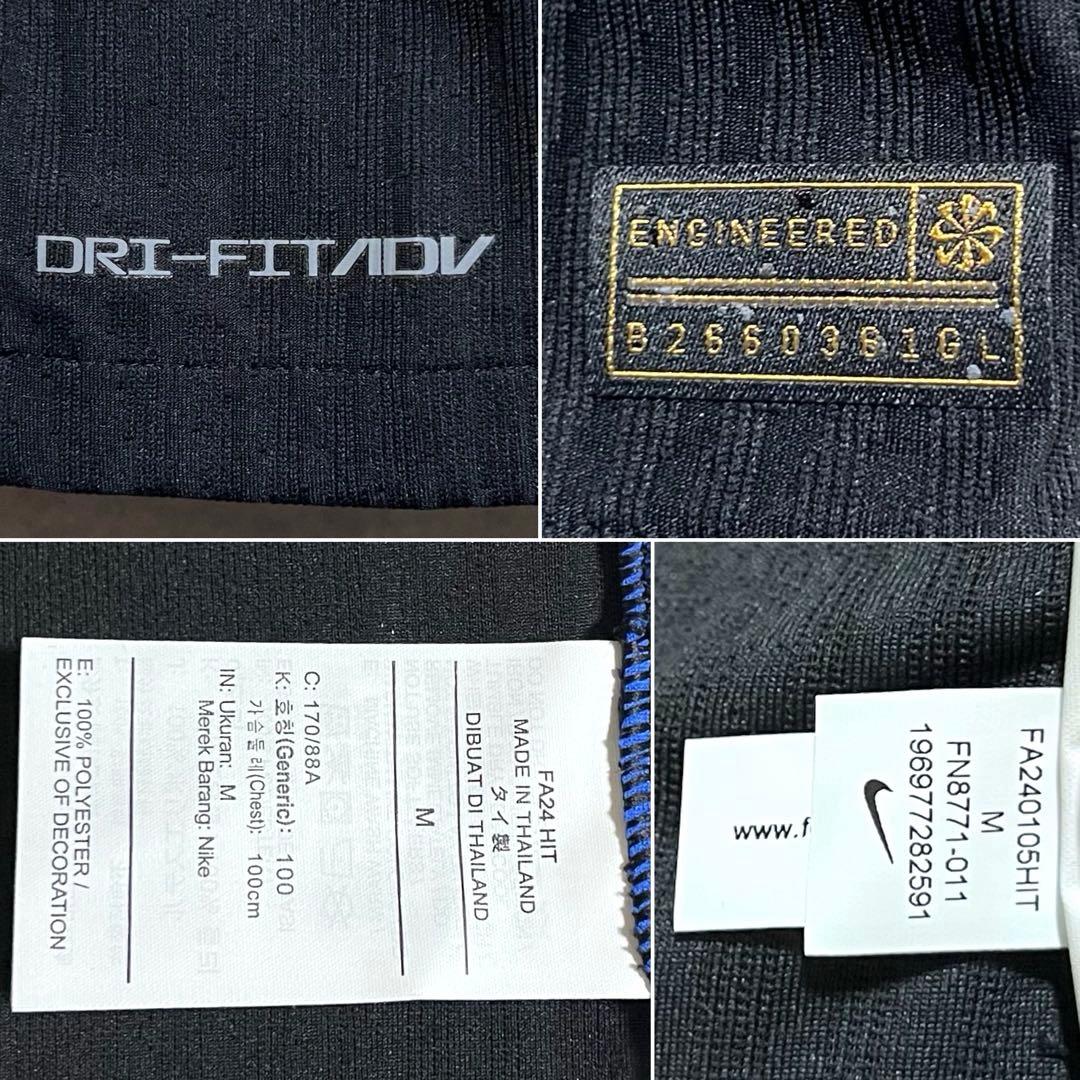 DRI-FIT ADV
ENGINEERED
B2660361GL
FA24 HIT
MADE IN THAILAND
タイ製
DIBUAT DI THAILAND
M
C: 170/88A
EK: 호칭(Generic): 100
가슴둘레(Chest): 100cm
IN: Ukuran: M
Merek Barang: Nike
E: 100% POLYESTER /
EXCLUSIVE OF DECORATION
FA240105HIT
M
FN8771-011
196977282591
www.f